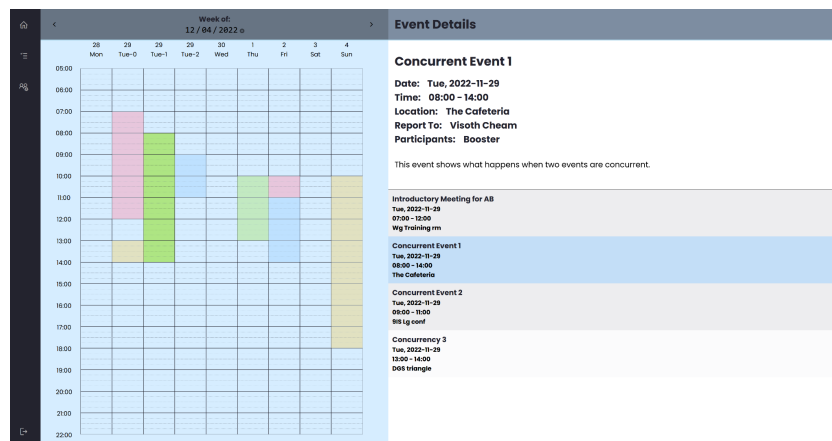 Week of:
12/04/2022
28 29 29 29 30 1 2 3 4
Mon Tue-0 Tue-1 Tue-2 Wed Thu Fri Sat Sun
05:00
06:00
07:00
08:00
09:00
10:00
11:00
12:00
13:00
14:00
15:00
16:00
17:00
18:00
19:00
20:00
21:00
22:00
Event Details
Concurrent Event 1
Date: Tue, 2022-11-29
Time: 08:00 - 14:00
Location: The Cafeteria
Report To: Visoth Cheam
Participants: Booster
This event shows what happens when two events are concurrent.
Introductory Meeting for AB
Tue, 2022-11-29
07:00 - 12:00
Wg Training rm
Concurrent Event 1
Tue, 2022-11-29
08:00 - 14:00
The Cafeteria
Concurrent Event 2
Tue, 2022-11-29
09:00 - 11:00
9IS Lg conf
Concurrency 3
Tue, 2022-11-29
13:00 - 14:00
DGS triangle